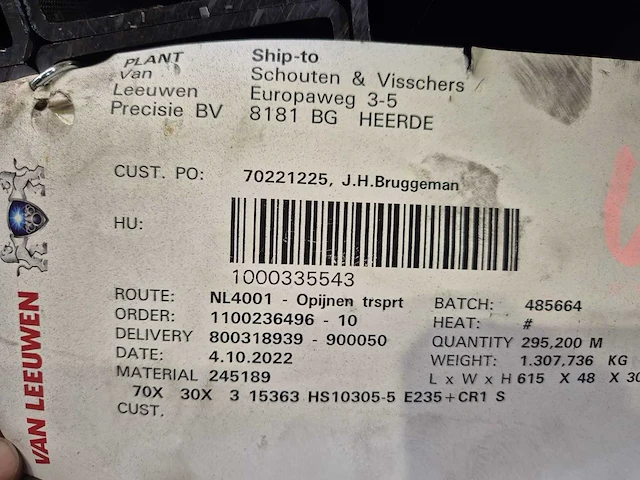 PLANT Ship-to
Van Schouten & Visschers
Leeuwen Europaweg 3-5
Precisie BV 8181 BG HEERDE
CUST. PO: 70221225, J.H.Bruggeman
HU:
1000335543
ROUTE: NL4001 - Opijnen trsprt BATCH: 485664
ORDER: 1100236496 - 10 HEAT: #
DELIVERY 800318939 - 900050 QUANTITY 295,200 M
DATE: 4.10.2022 WEIGHT: 1.307,736 KG
MATERIAL 245189 L x W x H 615 X 48 X 30
70X 30X 3 15363 HS10305-5 E235+CR1 S
CUST.
VAN LEEUWEN